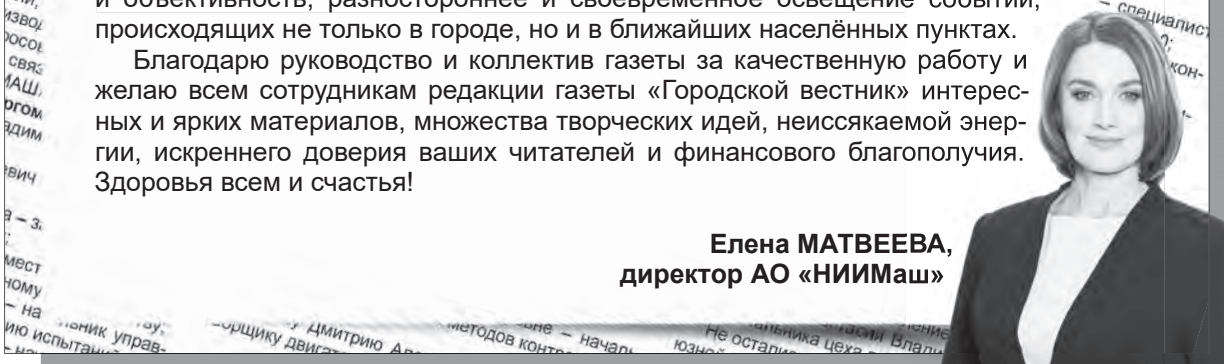 и объективность, разностороннее и своевременное освещение событий,
происходящих не только в городе, но и в ближайших населённых пунктах.
Благодарю руководство и коллектив газеты за качественную работу и
желаю всем сотрудникам редакции газеты «Городской вестник» интерес-
ных и ярких материалов, множества творческих идей, неиссякаемой энер-
гии, искреннего доверия ваших читателей и финансового благополучия.
Здоровья всем и счастья!
Елена МАТВЕЕВА,
директор АО «НИИМаш»